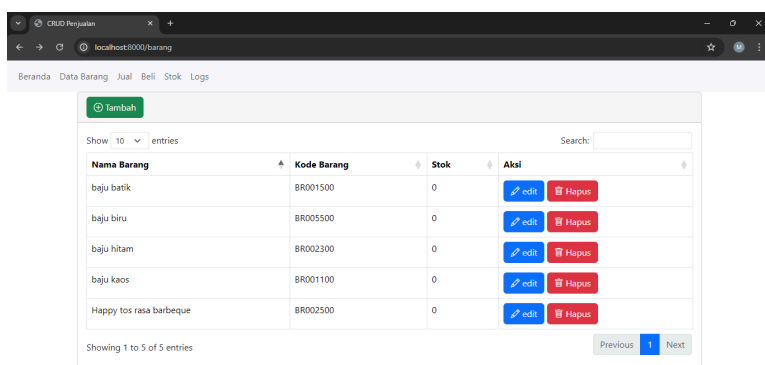 CRUD Penjualan
localhost:8000/barang
M
Beranda Data Barang Jual Beli Stok Logs
Tambah
Show 10 entries Search:
Nama Barang Kode Barang Stok Aksi
baju batik BR001500 0 edit Hapus
baju biru BR005500 0 edit Hapus
baju hitam BR002300 0 edit Hapus
baju kaos BR001100 0 edit Hapus
Happy tos rasa barbeque BR002500 0 edit Hapus
Showing 1 to 5 of 5 entries Previous 1 Next